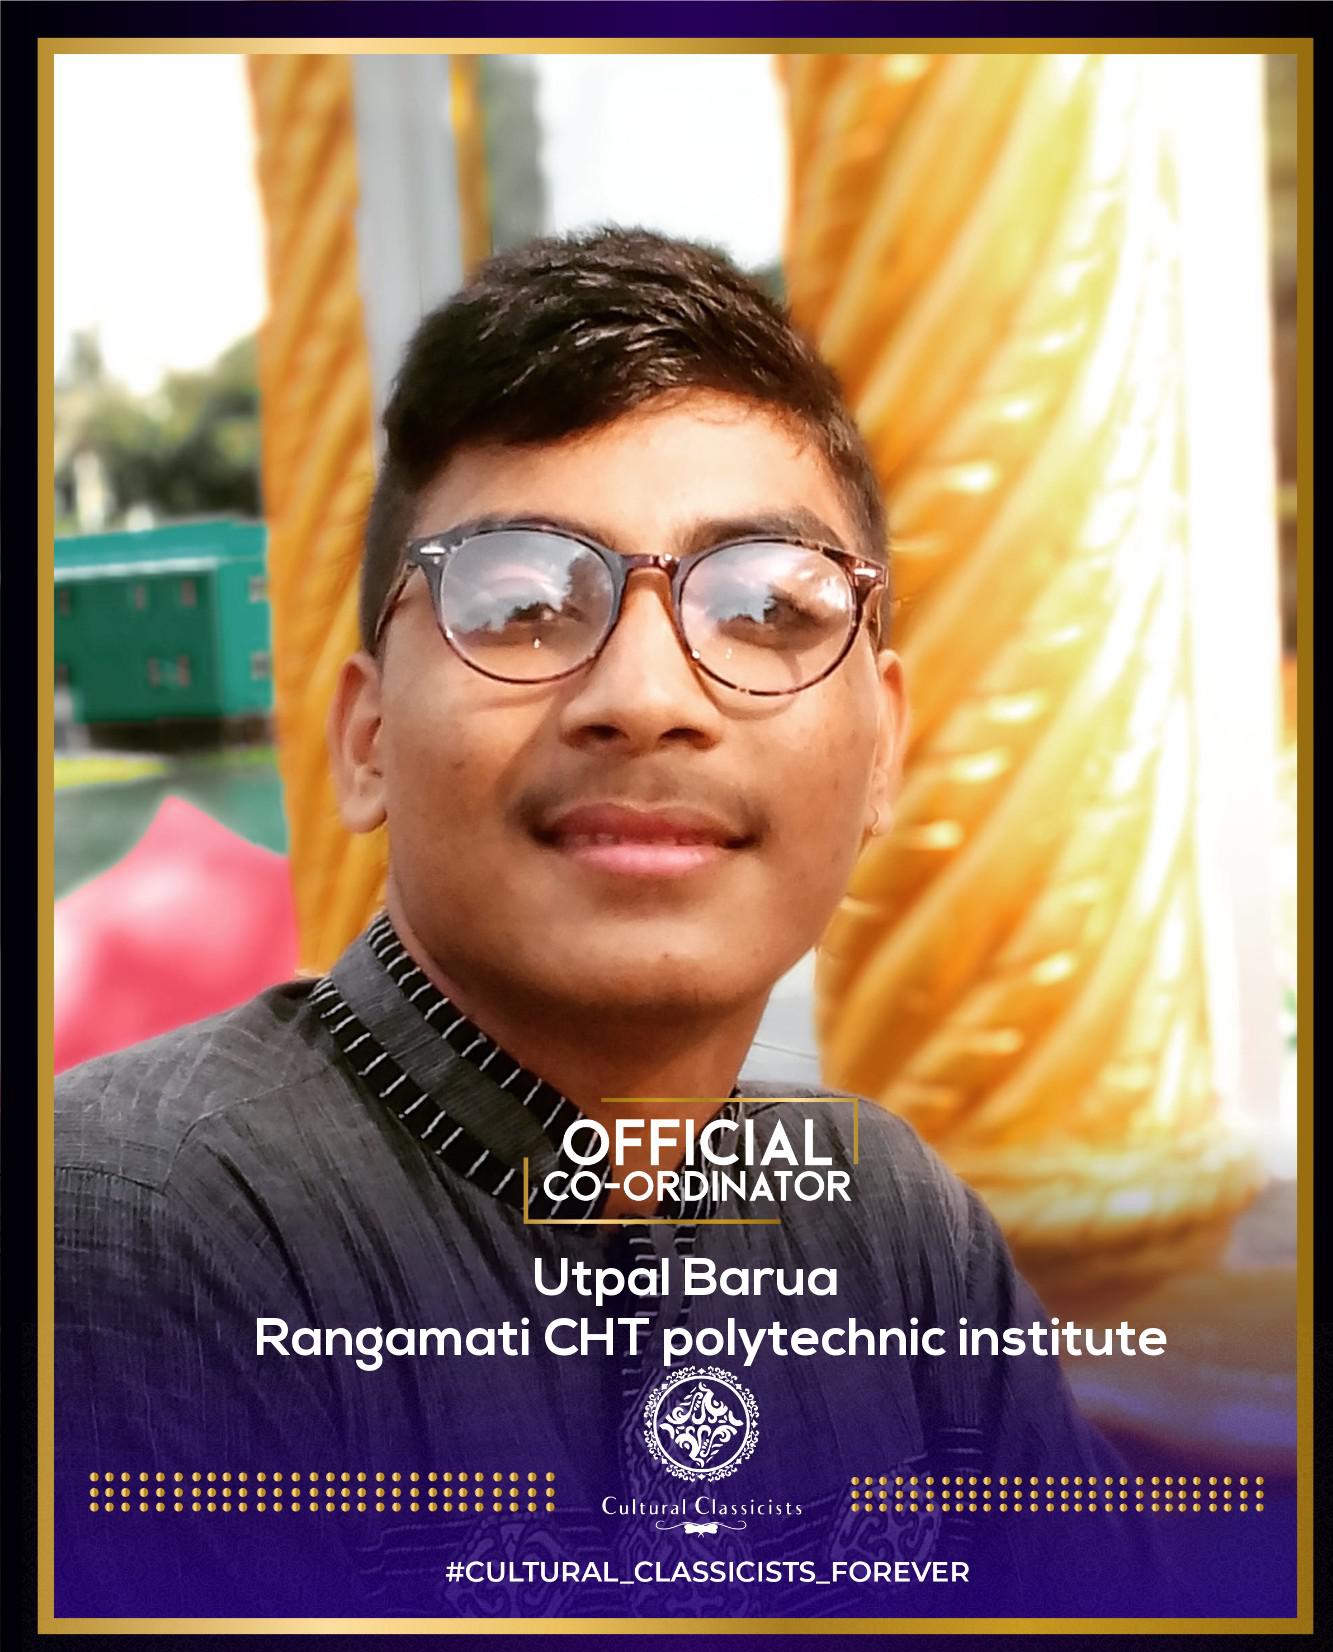 OFFICIAL
CO-ORDINATOR
Utpal Barua
Rangamati CHT polytechnic institute
Cultural Classicists
#CULTURAL_CLASSICISTS_FOREVER